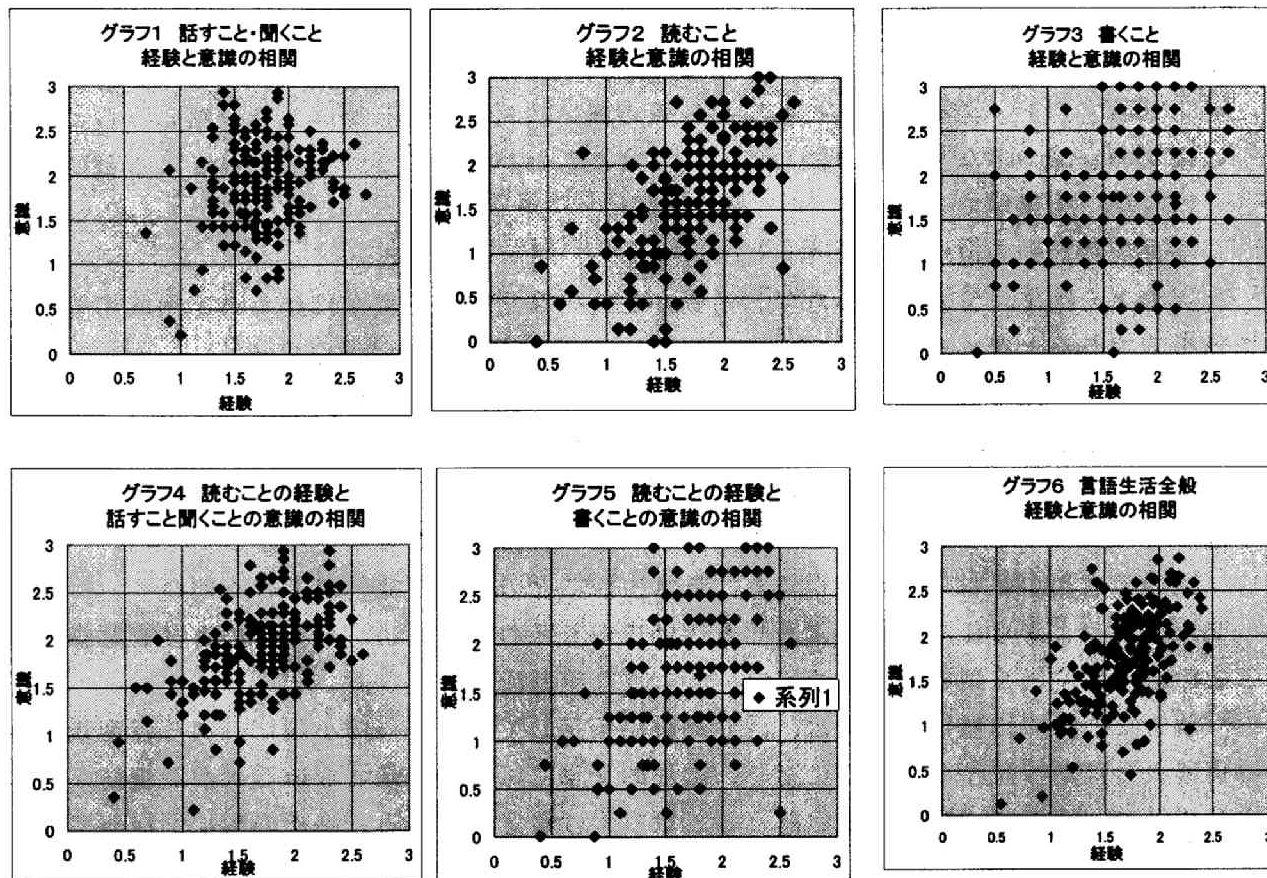 グラフ1 話すこと・聞くこと
経験と意識の相関
3
2.5
2
1.5
1
0.5
0
意識
0 0.5 1 1.5 2 2.5 3
経験
グラフ2 読むこと
経験と意識の相関
3
2.5
2
1.5
1
0.5
0
意識
0 0.5 1 1.5 2 2.5 3
経験
グラフ3 書くこと
経験と意識の相関
3
2.5
2
1.5
1
0.5
0
意識
0 0.5 1 1.5 2 2.5 3
経験
グラフ4 読むことの経験と
話すこと聞くことの意識の相関
3
2.5
2
1.5
1
0.5
0
意識
0 0.5 1 1.5 2 2.5 3
経験
グラフ5 読むことの経験と
書くことの意識の相関
3
2.5
2
1.5
1
0.5
0
意識
系列1
0 0.5 1 1.5 2 2.5 3
経験
グラフ6 言語生活全般
経験と意識の相関
3
2.5
2
1.5
1
0.5
0
意識
0 0.5 1 1.5 2 2.5 3
経験